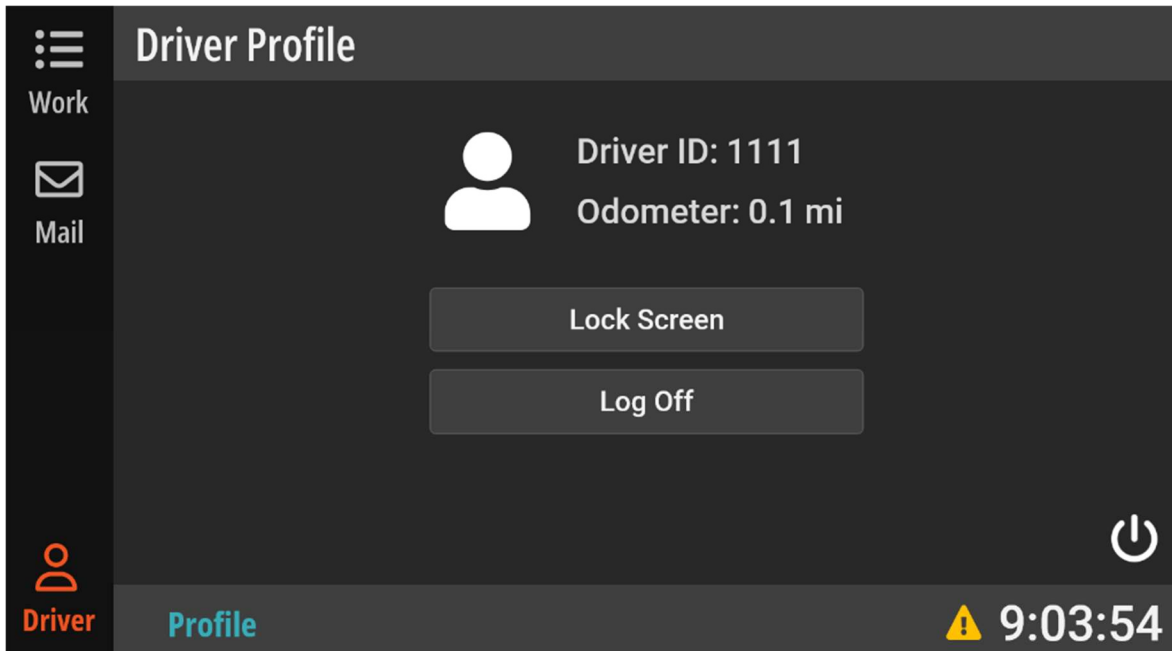 Driver Profile
Work
Mail
Driver ID: 1111
Odometer: 0.1 mi
Lock Screen
Log Off
Driver
Profile
9:03:54